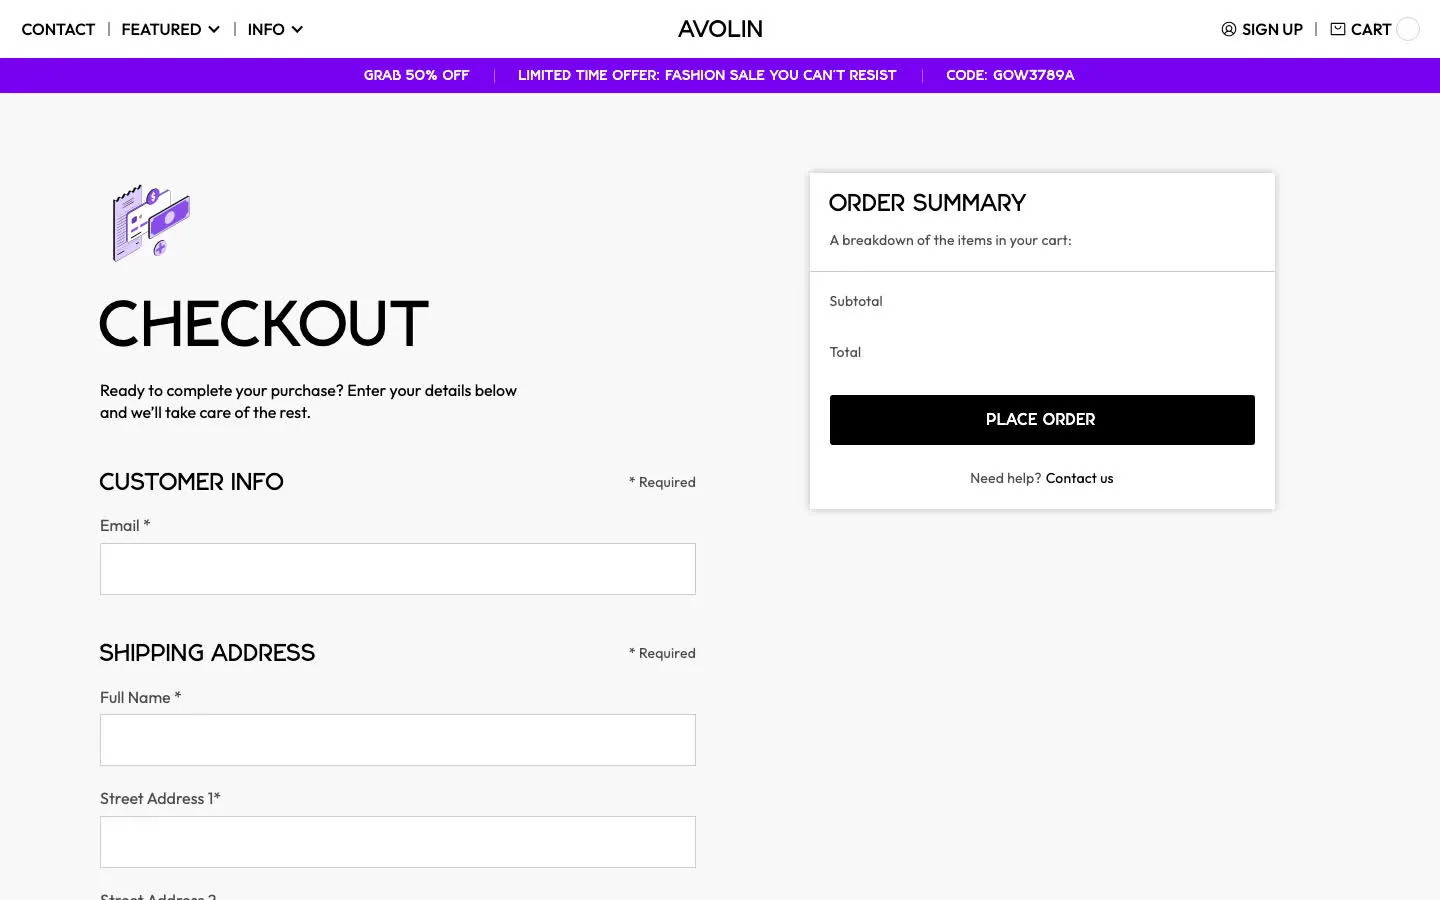 CONTACT
FEATURED
INFO
AVOLIN
SIGN UP
CART
GRAB 50% OFF
LIMITED TIME OFFER: FASHION SALE YOU CAN'T RESIST
CODE: GOW3789A
CHECKOUT
Ready to complete your purchase? Enter your details below
and we’ll take care of the rest.
CUSTOMER INFO
* Required
Email *
SHIPPING ADDRESS
* Required
Full Name *
Street Address 1*
Street Address 2
ORDER SUMMARY
A breakdown of the items in your cart:
Subtotal
Total
PLACE ORDER
Need help? Contact us